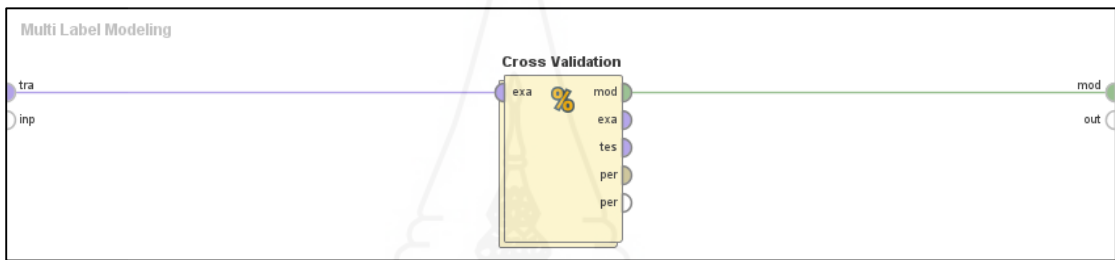 Multi Label Modeling
Cross Validation
tra
exa
%
mod
mod
inp
exa
out
tes
per
per